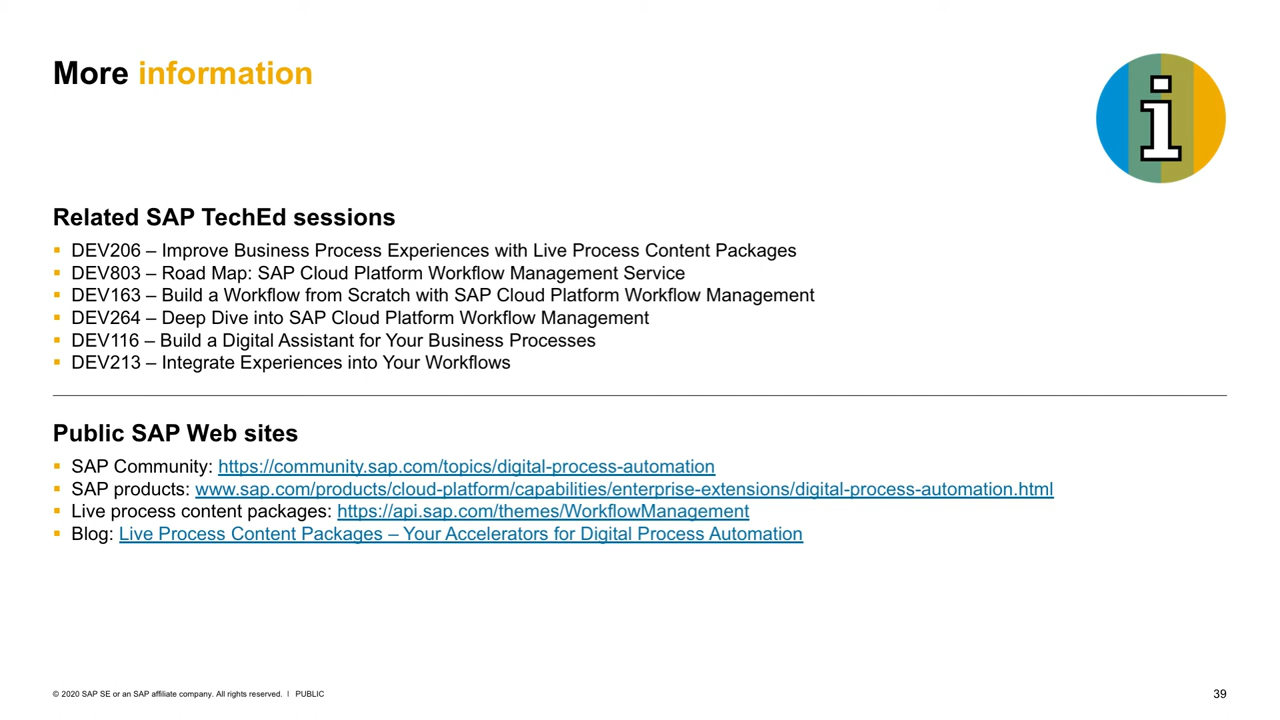 More information
i
Related SAP TechEd sessions
▪ DEV206 – Improve Business Process Experiences with Live Process Content Packages
▪ DEV803 – Road Map: SAP Cloud Platform Workflow Management Service
▪ DEV163 – Build a Workflow from Scratch with SAP Cloud Platform Workflow Management
▪ DEV264 – Deep Dive into SAP Cloud Platform Workflow Management
▪ DEV116 – Build a Digital Assistant for Your Business Processes
▪ DEV213 – Integrate Experiences into Your Workflows
Public SAP Web sites
▪ SAP Community: https://community.sap.com/topics/digital-process-automation
▪ SAP products: www.sap.com/products/cloud-platform/capabilities/enterprise-extensions/digital-process-automation.html
▪ Live process content packages: https://api.sap.com/themes/WorkflowManagement
▪ Blog: Live Process Content Packages – Your Accelerators for Digital Process Automation
© 2020 SAP SE or an SAP affiliate company. All rights reserved. | PUBLIC
39